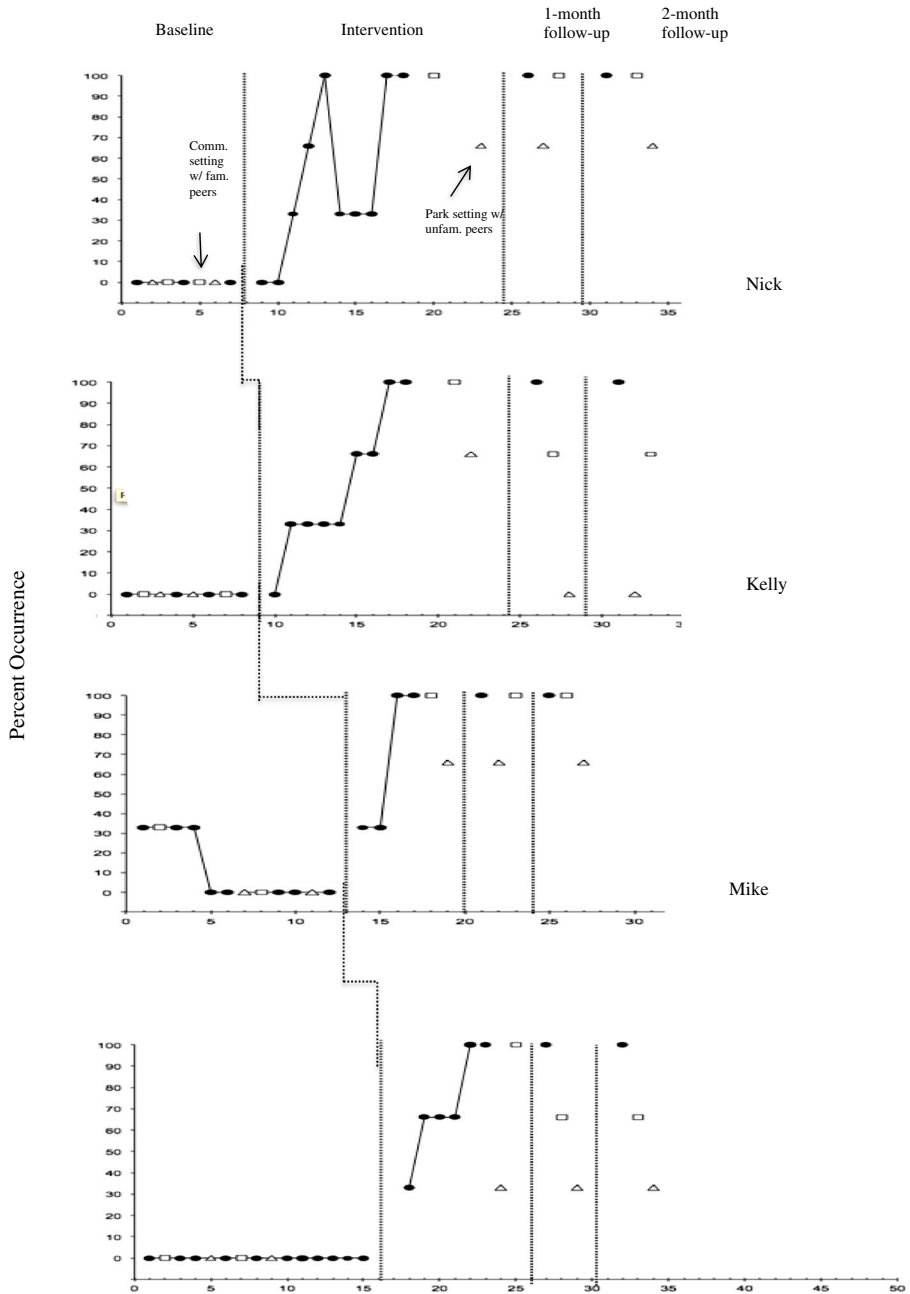 Baseline
Intervention
1-month
follow-up
2-month
follow-up
100
90
80
70
60
50
40
30
20
10
0
Comm.
setting
w/ fam.
peers
Park setting w/
unfam. peers
0 5 10 15 20 25 30 35
Nick
100
90
80
70
60
50
40
30
20
10
0
F
0 5 10 15 20 25 30 3
Kelly
Percent Occurrence
100
90
80
70
60
50
40
30
20
10
0
0 5 10 15 20 25 30
Mike
100
90
80
70
60
50
40
30
20
10
0
0 5 10 15 20 25 30 35 40 45 50